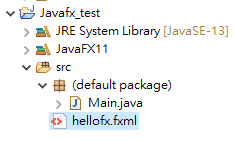 Javafx_test
JRE System Library [JavaSE-13]
JavaFX11
src
(default package)
Main.java
hellofx.fxml